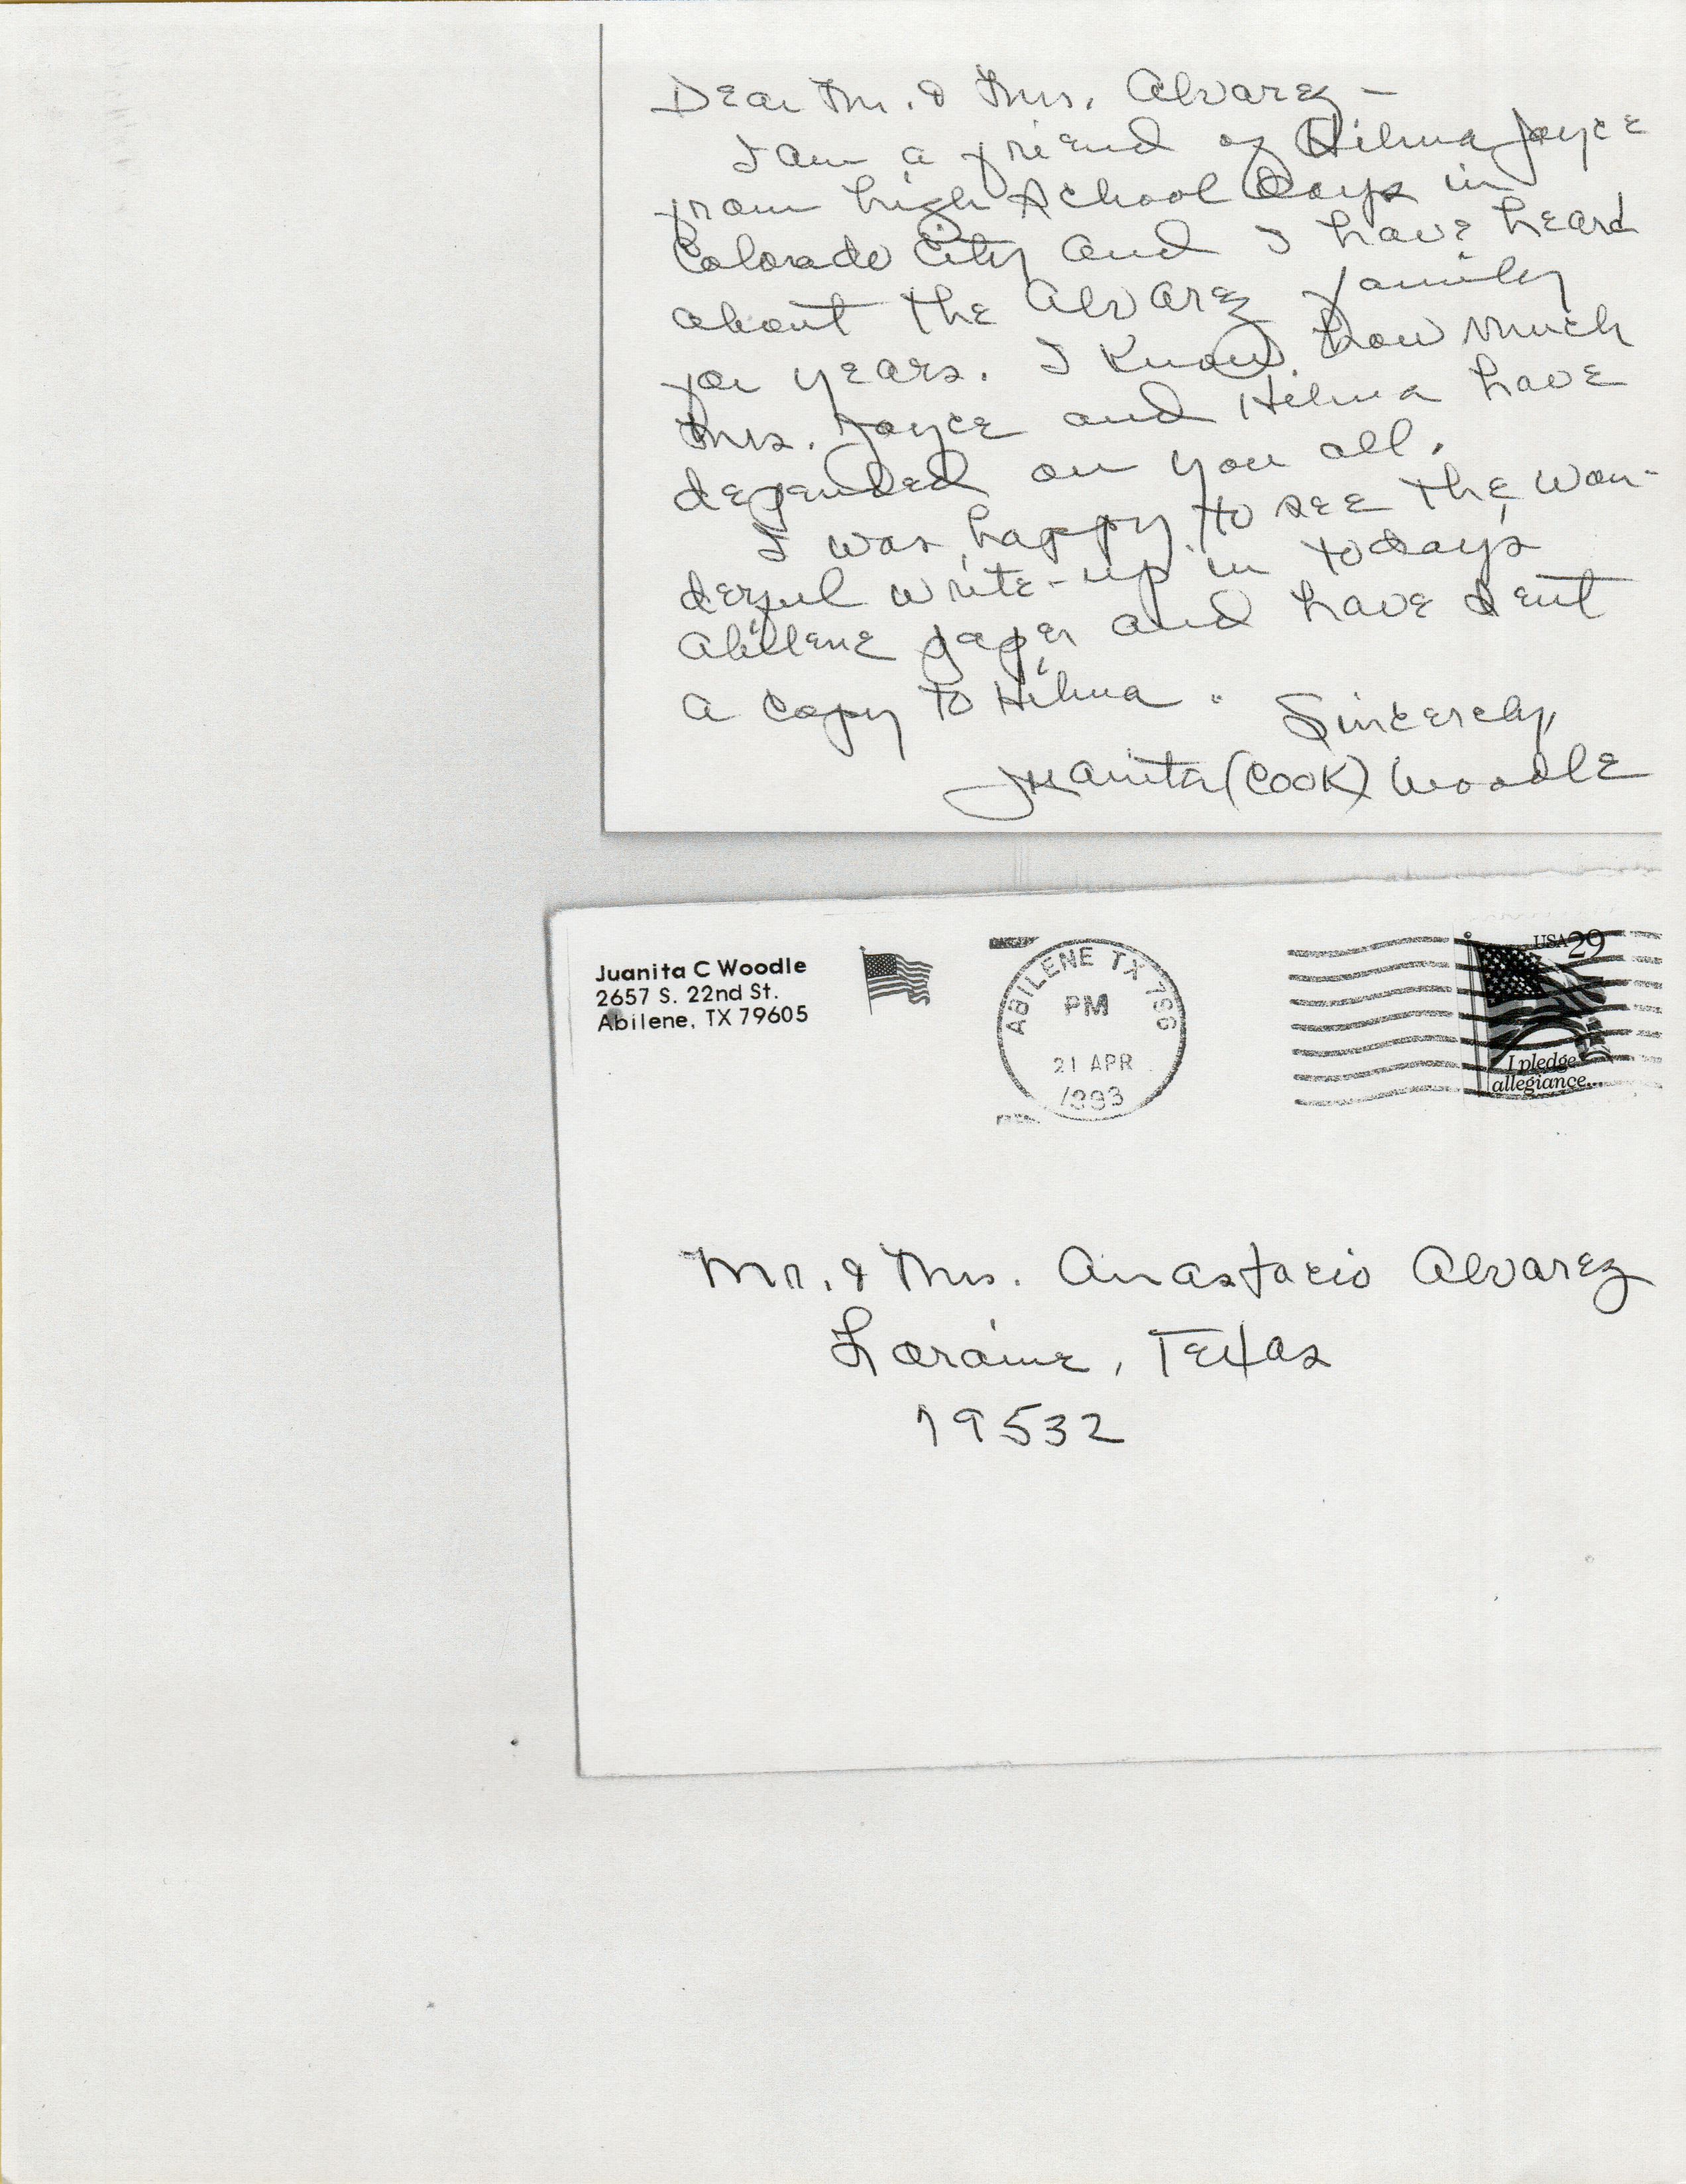 Dear Mr. & Mrs. Alvarez –
I am a friend of Hilma Joyce
from high school days in
Colorado City and I have heard
about the Alvarez family
for years. I know how much
Mrs. Joyce and Hilma have
depended on you all.
I was happy to see the won-
derful write-up in today's
Abilene paper and have sent
a copy to Hilma.
Sincerely,
Juanita (Cook) Woodle
Juanita C Woodle
2657 S. 22nd St.
Abilene, TX 79605
ABILENE TX 796
PM
21 APR
1993
USA 29
I pledge
allegiance...
Mr. & Mrs. Anastacio Alvarez
Loraine, Texas
79532